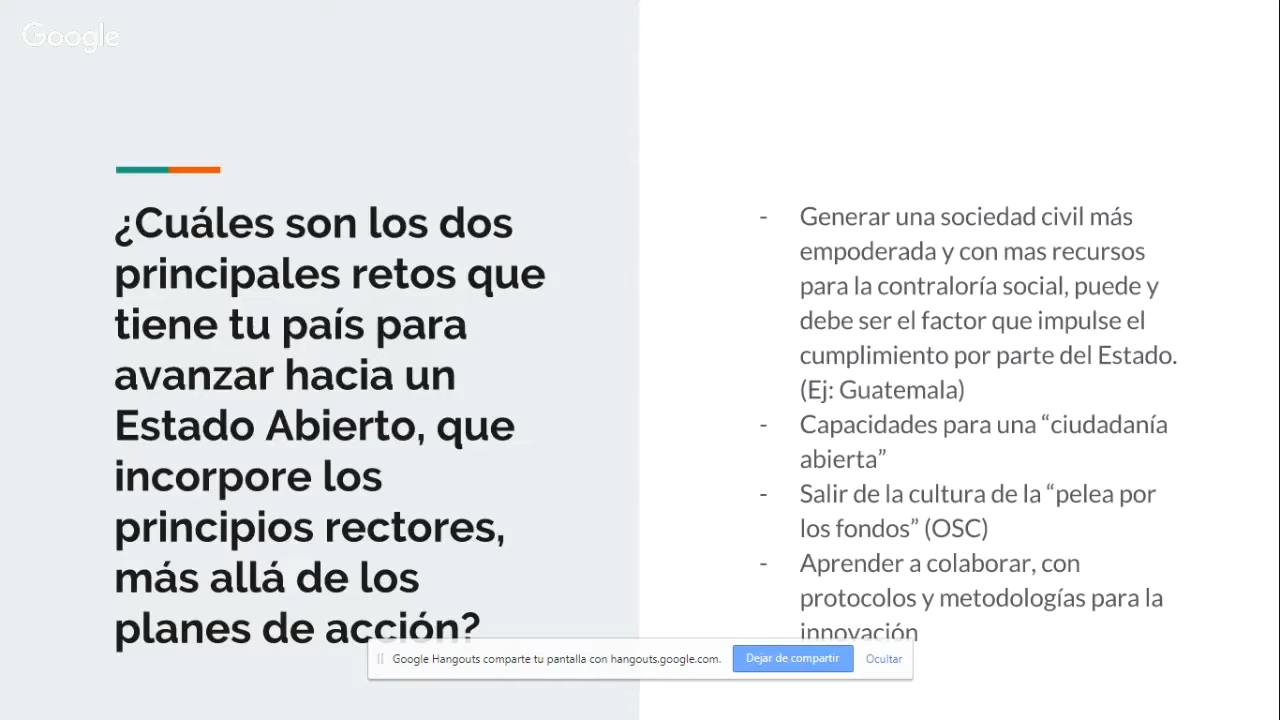 Google
¿Cuáles son los dos
principales retos que
tiene tu país para
avanzar hacia un
Estado Abierto, que
incorpore los
principios rectores,
más allá de los
planes de acción?
- Generar una sociedad civil más
empoderada y con mas recursos
para la contraloría social, puede y
debe ser el factor que impulse el
cumplimiento por parte del Estado.
(Ej: Guatemala)
- Capacidades para una “ciudadanía
abierta”
- Salir de la cultura de la “pelea por
los fondos” (OSC)
- Aprender a colaborar, con
protocolos y metodologías para la
innovación
Google Hangouts comparte tu pantalla con hangouts.google.com. Dejar de compartir Ocultar